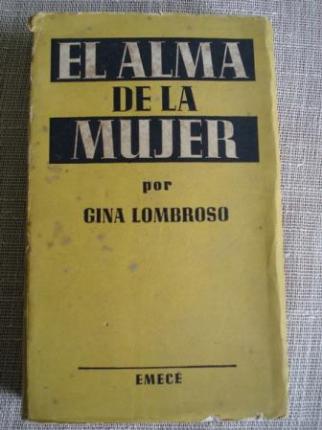 EL ALMA
DE LA
MUJER
por
GINA LOMBROSO
EMECÉ